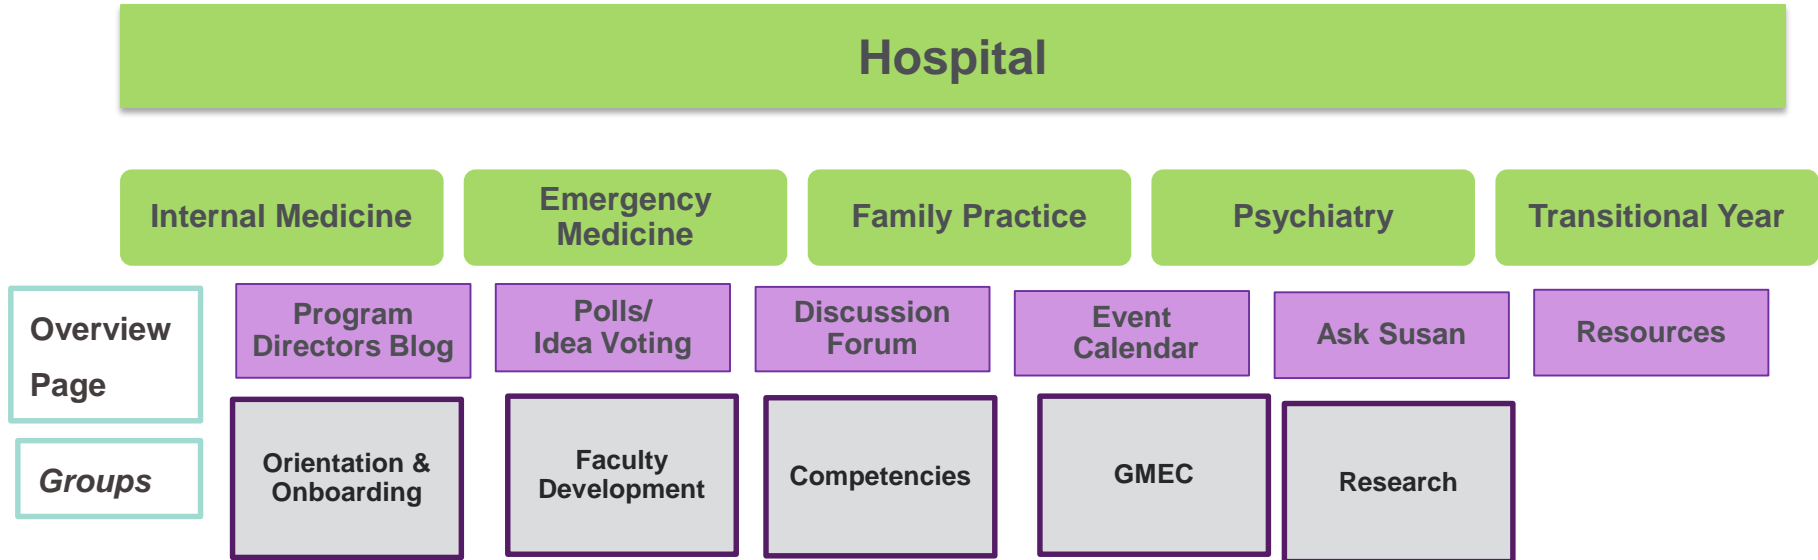 Hospital
Internal Medicine
Emergency
Medicine
Family Practice
Psychiatry
Transitional Year
Overview
Page
Program
Directors Blog
Polls/
Idea Voting
Discussion
Forum
Event
Calendar
Ask Susan
Resources
Groups
Orientation &
Onboarding
Faculty
Development
Competencies
GMEC
Research